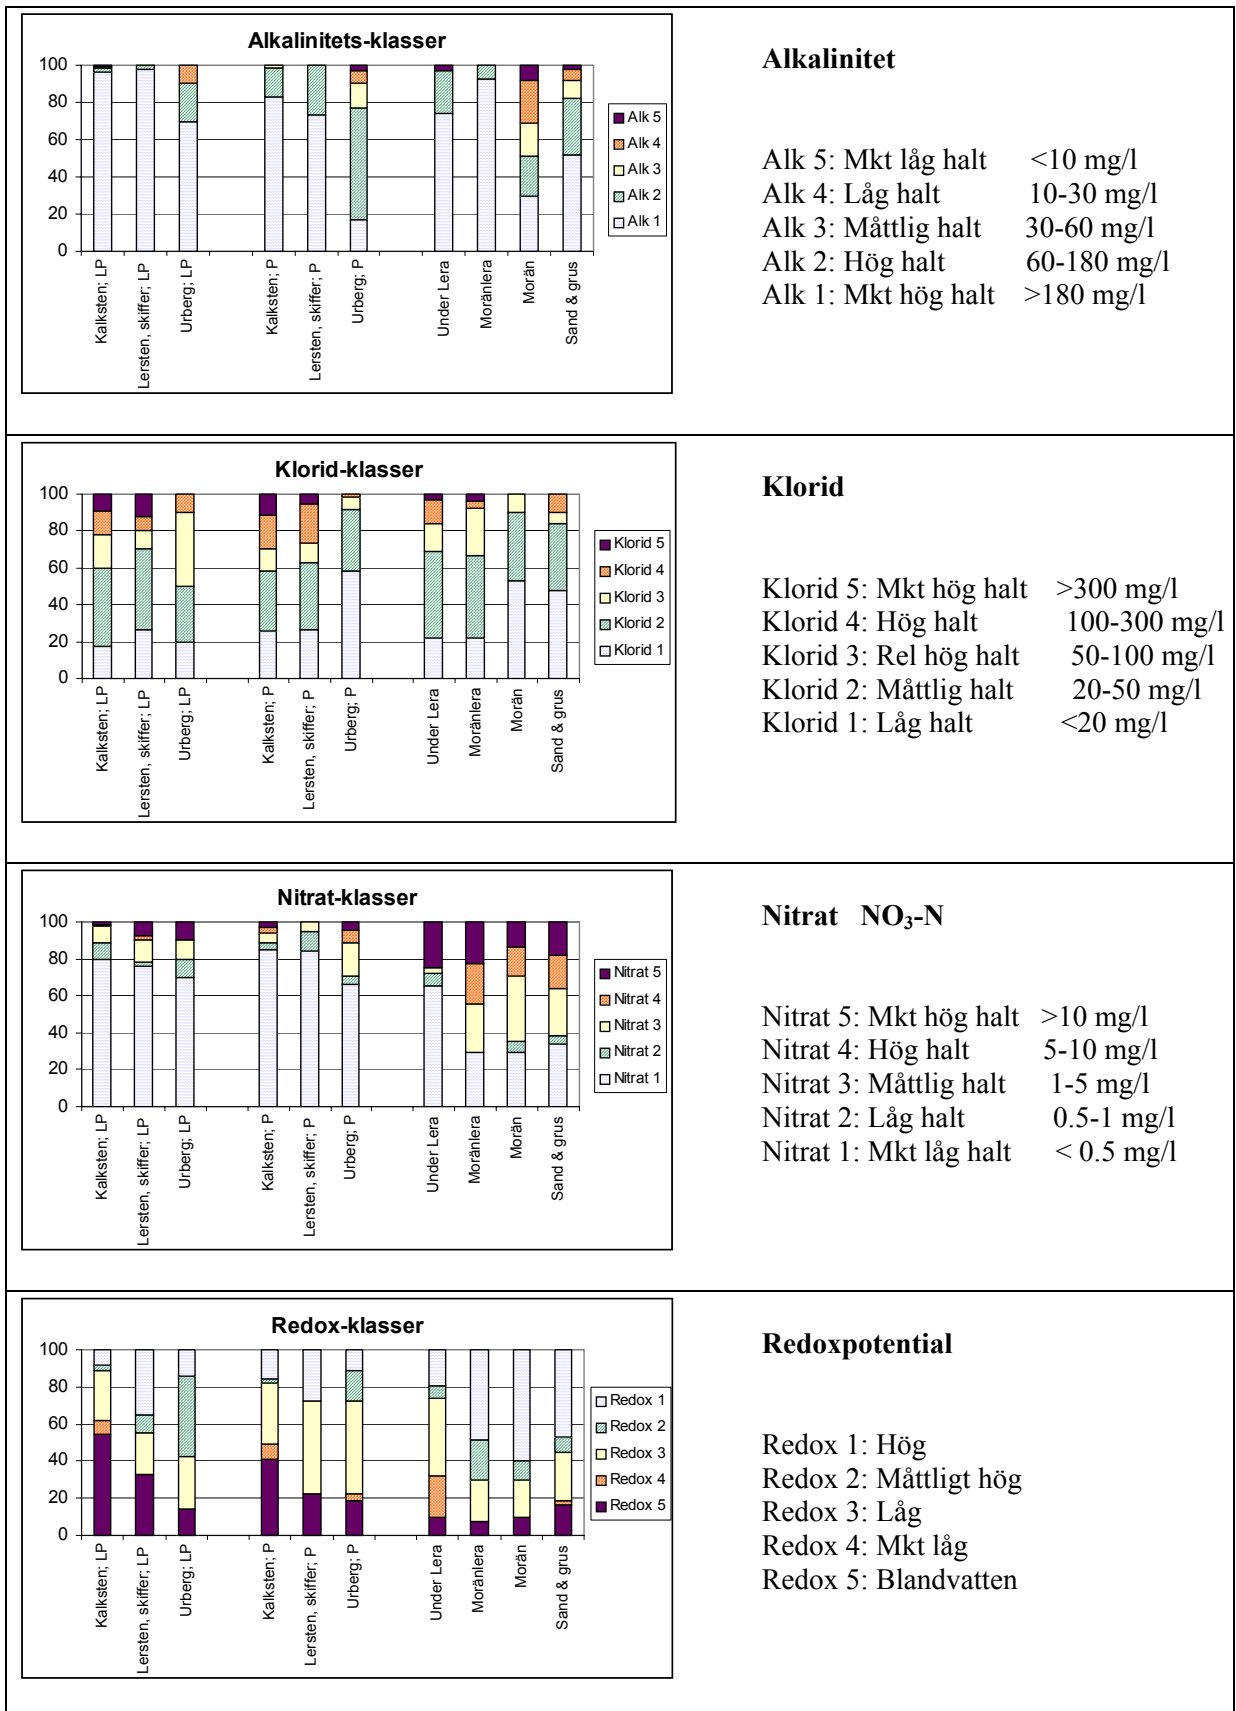 Alkalinitets-klasser
100
80
60
40
20
0
Kalksten; LP
Lersten, skiffer; LP
Urberg; LP
Kalksten; P
Lersten, skiffer; P
Urberg; P
Under Lera
Moränlera
Morän
Sand & grus
Alk 5
Alk 4
Alk 3
Alk 2
Alk 1
Alkalinitet
Alk 5: Mkt låg halt <10 mg/l
Alk 4: Låg halt 10-30 mg/l
Alk 3: Måttlig halt 30-60 mg/l
Alk 2: Hög halt 60-180 mg/l
Alk 1: Mkt hög halt >180 mg/l
Klorid-klasser
100
80
60
40
20
0
Kalksten; LP
Lersten, skiffer; LP
Urberg; LP
Kalksten; P
Lersten, skiffer; P
Urberg; P
Under Lera
Moränlera
Morän
Sand & grus
Klorid 5
Klorid 4
Klorid 3
Klorid 2
Klorid 1
Klorid
Klorid 5: Mkt hög halt >300 mg/l
Klorid 4: Hög halt 100-300 mg/l
Klorid 3: Rel hög halt 50-100 mg/l
Klorid 2: Måttlig halt 20-50 mg/l
Klorid 1: Låg halt <20 mg/l
Nitrat-klasser
100
80
60
40
20
0
Kalksten; LP
Lersten, skiffer; LP
Urberg; LP
Kalksten; P
Lersten, skiffer; P
Urberg; P
Under Lera
Moränlera
Morän
Sand & grus
Nitrat 5
Nitrat 4
Nitrat 3
Nitrat 2
Nitrat 1
Nitrat NO₃-N
Nitrat 5: Mkt hög halt >10 mg/l
Nitrat 4: Hög halt 5-10 mg/l
Nitrat 3: Måttlig halt 1-5 mg/l
Nitrat 2: Låg halt 0.5-1 mg/l
Nitrat 1: Mkt låg halt < 0.5 mg/l
Redox-klasser
100
80
60
40
20
0
Kalksten; LP
Lersten, skiffer; LP
Urberg; LP
Kalksten; P
Lersten, skiffer; P
Urberg; P
Under Lera
Moränlera
Morän
Sand & grus
Redox 1
Redox 2
Redox 3
Redox 4
Redox 5
Redoxpotential
Redox 1: Hög
Redox 2: Måttligt hög
Redox 3: Låg
Redox 4: Mkt låg
Redox 5: Blandvatten